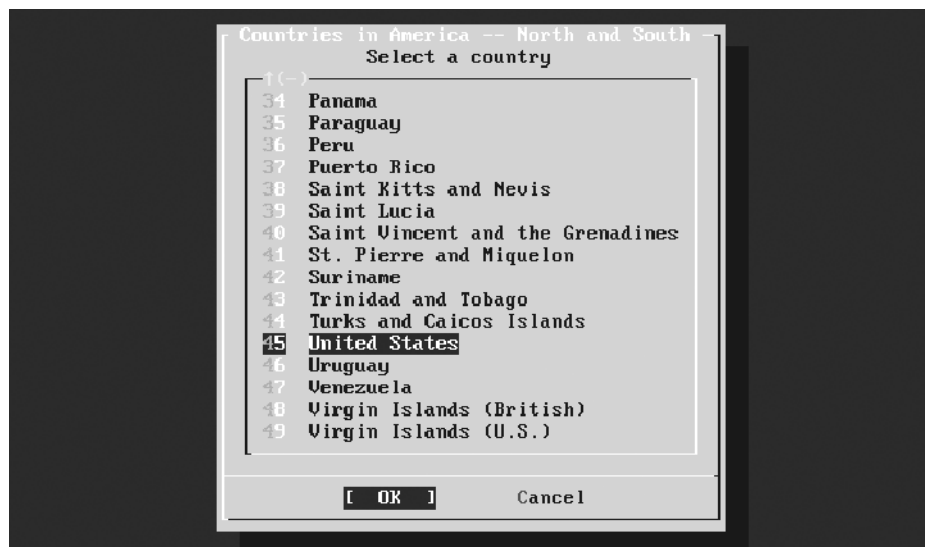 Countries in America -- North and South
Select a country
↑(-)
34 Panama
35 Paraguay
36 Peru
37 Puerto Rico
38 Saint Kitts and Nevis
39 Saint Lucia
40 Saint Vincent and the Grenadines
41 St. Pierre and Miquelon
42 Suriname
43 Trinidad and Tobago
44 Turks and Caicos Islands
45 United States
46 Uruguay
47 Venezuela
48 Virgin Islands (British)
49 Virgin Islands (U.S.)
[ OK ] Cancel